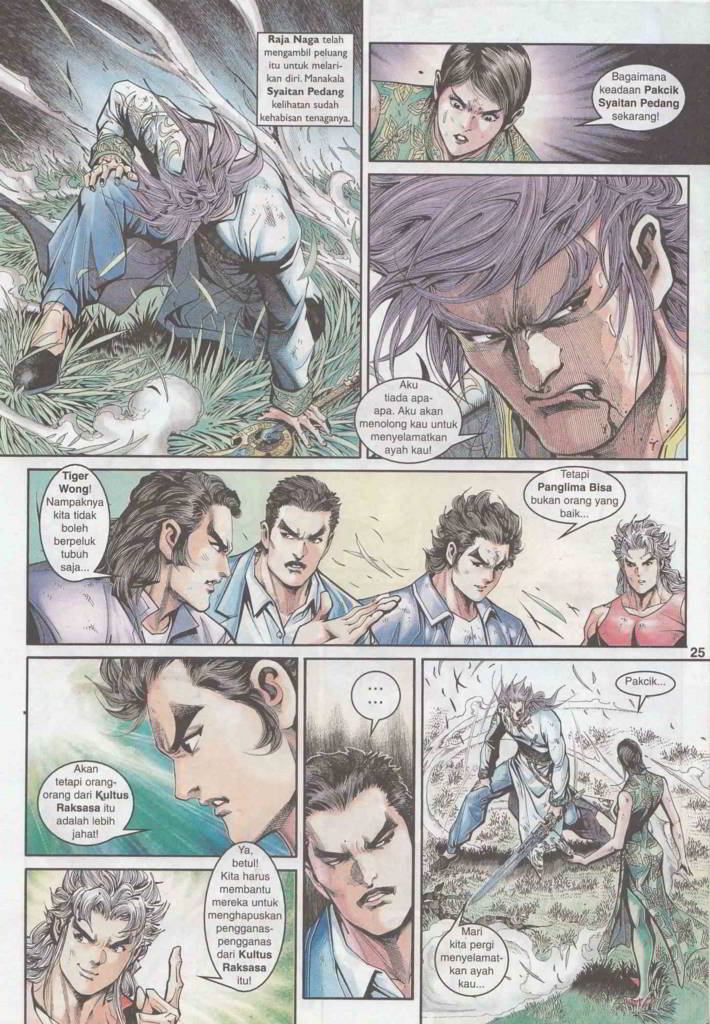 Raja Naga telah
mengambil peluang
itu untuk melari-
kan diri. Manakala
Syaitan Pedang
kelihatan sudah
kehabisan tenaganya.
Bagaimana
keadaan Pakcik
Syaitan Pedang
sekarang!
Aku
tiada apa-
apa. Aku akan
menolong kau untuk
menyelamatkan
ayah kau!
Tiger
Wong!
Nampaknya
kita tidak
boleh
berpeluk
tubuh
saja...
Tetapi
Panglima Bisa
bukan orang yang
baik...
25
Akan
tetapi orang-
orang dari Kultus
Raksasa itu
adalah lebih
jahat!
...
...
Pakcik...
Ya,
betul!
Kita harus
membantu
mereka untuk
menghapuskan
pengganas-
pengganas
dari Kultus
Raksasa
itu!
Mari
kita pergi
menyelamat-
kan ayah
kau...